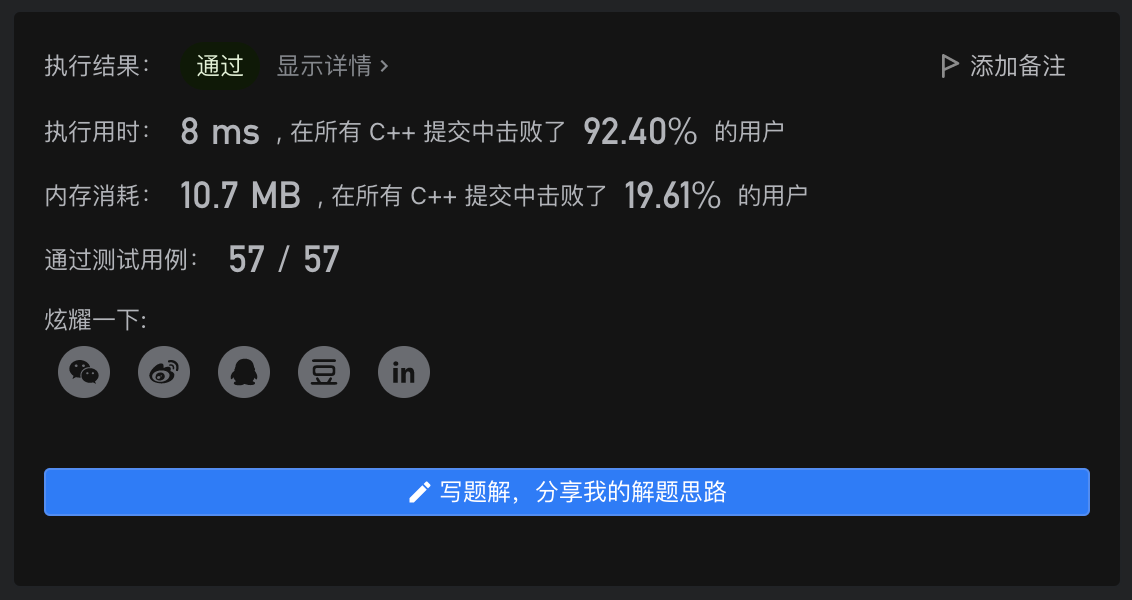 执行结果： 通过 显示详情 › 添加备注
执行用时： 8 ms , 在所有 C++ 提交中击败了 92.40% 的用户
内存消耗： 10.7 MB , 在所有 C++ 提交中击败了 19.61% 的用户
通过测试用例： 57 / 57
炫耀一下:
豆 in
写题解，分享我的解题思路